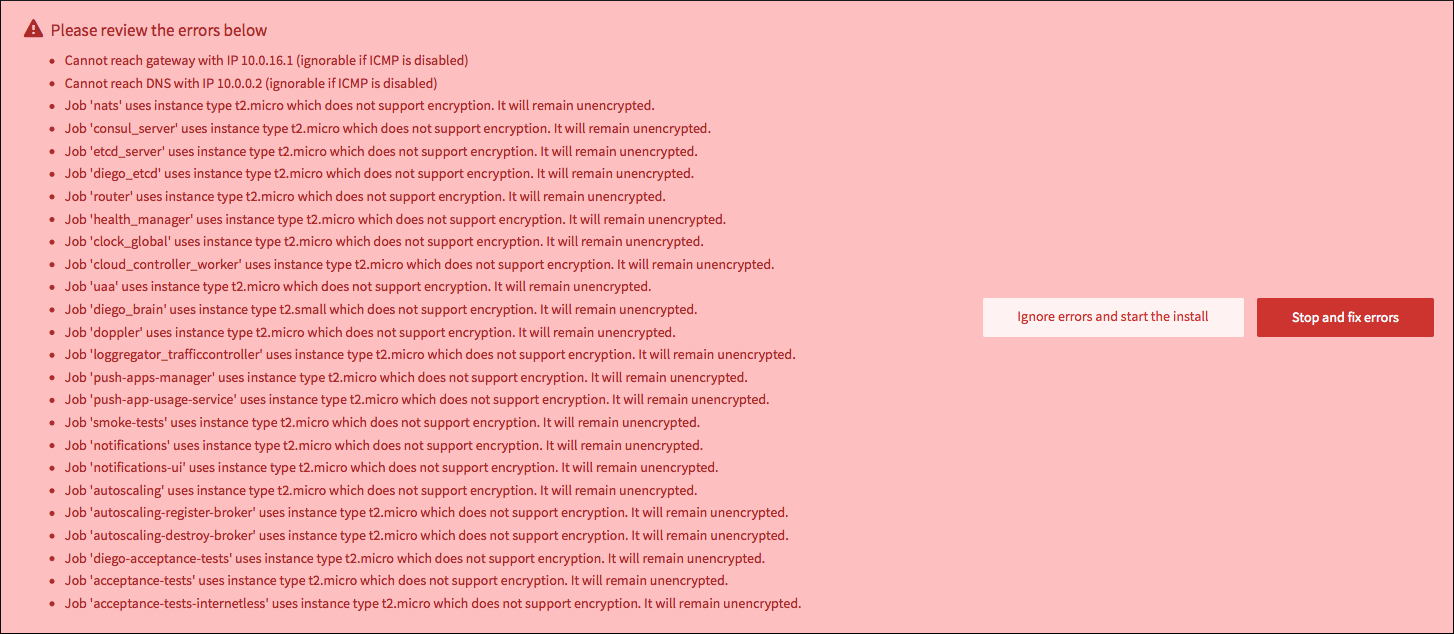 Please review the errors below
Cannot reach gateway with IP 10.0.16.1 (ignorable if ICMP is disabled)
Cannot reach DNS with IP 10.0.0.2 (ignorable if ICMP is disabled)
Job 'nats' uses instance type t2.micro which does not support encryption. It will remain unencrypted.
Job 'consul_server' uses instance type t2.micro which does not support encryption. It will remain unencrypted.
Job 'etcd_server' uses instance type t2.micro which does not support encryption. It will remain unencrypted.
Job 'diego_etcd' uses instance type t2.micro which does not support encryption. It will remain unencrypted.
Job 'router' uses instance type t2.micro which does not support encryption. It will remain unencrypted.
Job 'health_manager' uses instance type t2.micro which does not support encryption. It will remain unencrypted.
Job 'clock_global' uses instance type t2.micro which does not support encryption. It will remain unencrypted.
Job 'cloud_controller_worker' uses instance type t2.micro which does not support encryption. It will remain unencrypted.
Job 'uaa' uses instance type t2.micro which does not support encryption. It will remain unencrypted.
Job 'diego_brain' uses instance type t2.small which does not support encryption. It will remain unencrypted.
Job 'doppler' uses instance type t2.micro which does not support encryption. It will remain unencrypted.
Job 'loggregator_trafficcontroller' uses instance type t2.micro which does not support encryption. It will remain unencrypted.
Job 'push-apps-manager' uses instance type t2.micro which does not support encryption. It will remain unencrypted.
Job 'push-app-usage-service' uses instance type t2.micro which does not support encryption. It will remain unencrypted.
Job 'smoke-tests' uses instance type t2.micro which does not support encryption. It will remain unencrypted.
Job 'notifications' uses instance type t2.micro which does not support encryption. It will remain unencrypted.
Job 'notifications-ui' uses instance type t2.micro which does not support encryption. It will remain unencrypted.
Job 'autoscaling' uses instance type t2.micro which does not support encryption. It will remain unencrypted.
Job 'autoscaling-register-broker' uses instance type t2.micro which does not support encryption. It will remain unencrypted.
Job 'autoscaling-destroy-broker' uses instance type t2.micro which does not support encryption. It will remain unencrypted.
Job 'diego-acceptance-tests' uses instance type t2.micro which does not support encryption. It will remain unencrypted.
Job 'acceptance-tests' uses instance type t2.micro which does not support encryption. It will remain unencrypted.
Job 'acceptance-tests-internetless' uses instance type t2.micro which does not support encryption. It will remain unencrypted.
Ignore errors and start the install
Stop and fix errors